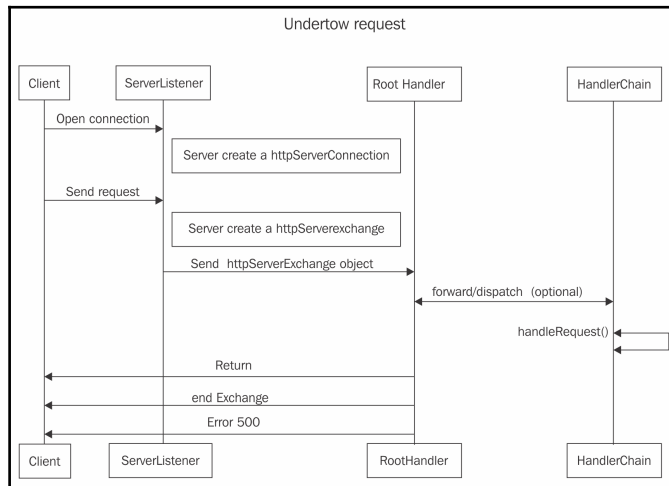 Undertow request
Client
ServerListener
Root Handler
HandlerChain
Open connection
Server create a httpServerConnection
Send request
Server create a httpServerexchange
Send httpServerExchange object
forward/dispatch (optional)
handleRequest()
Return
end Exchange
Error 500
Client
ServerListener
RootHandler
HandlerChain